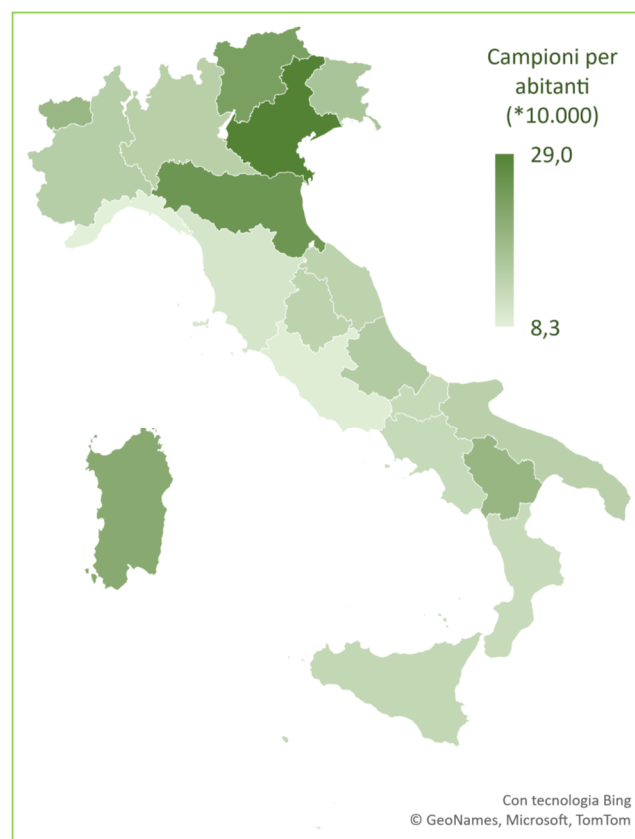 Campioni per
abitanti
(*10.000)
29,0
8,3
Con tecnologia Bing
© GeoNames, Microsoft, TomTom